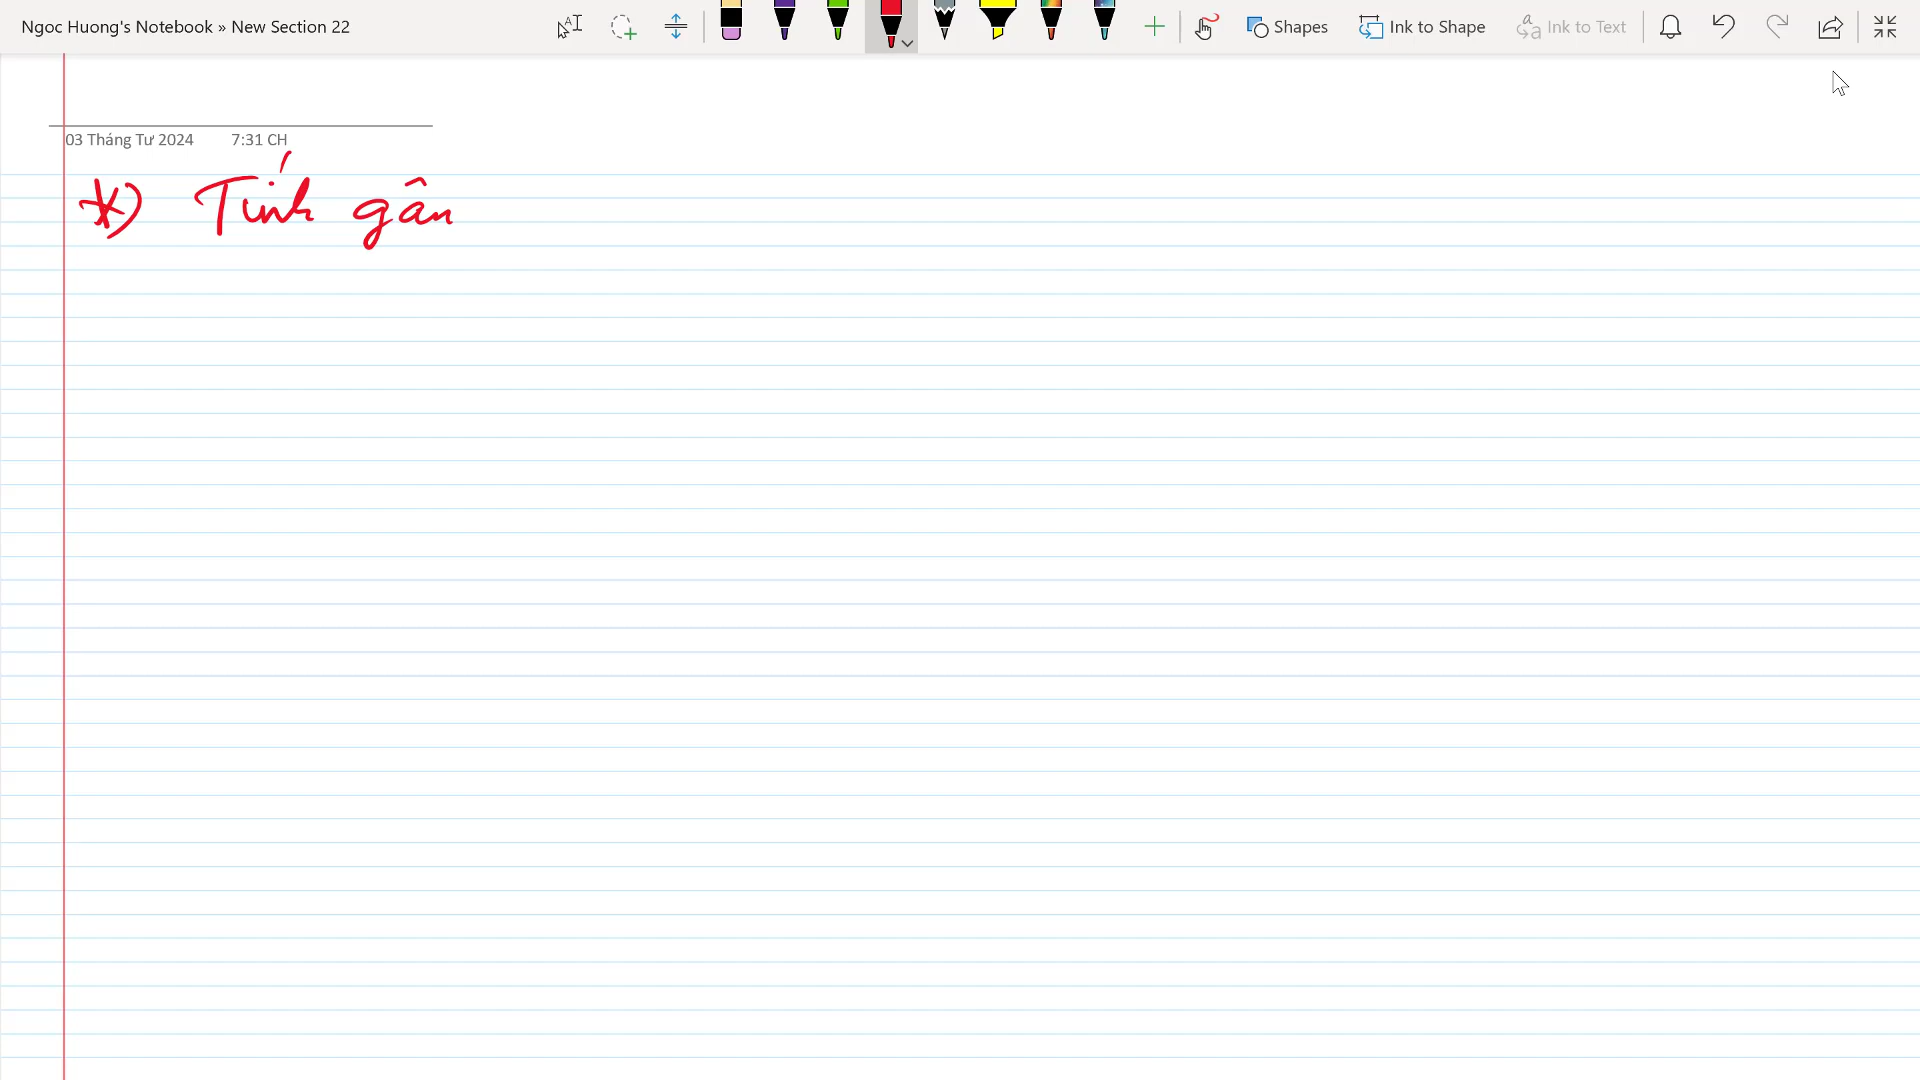 Ngoc Huong's Notebook » New Section 22
Shapes
Ink to Shape
Ink to Text
03 Tháng Tư 2024 7:31 CH
*) Tính gân